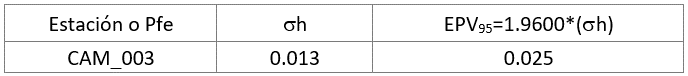 Estación o Pfe σh EPV₉₅=1.9600*(σh)
CAM_003 0.013 0.025